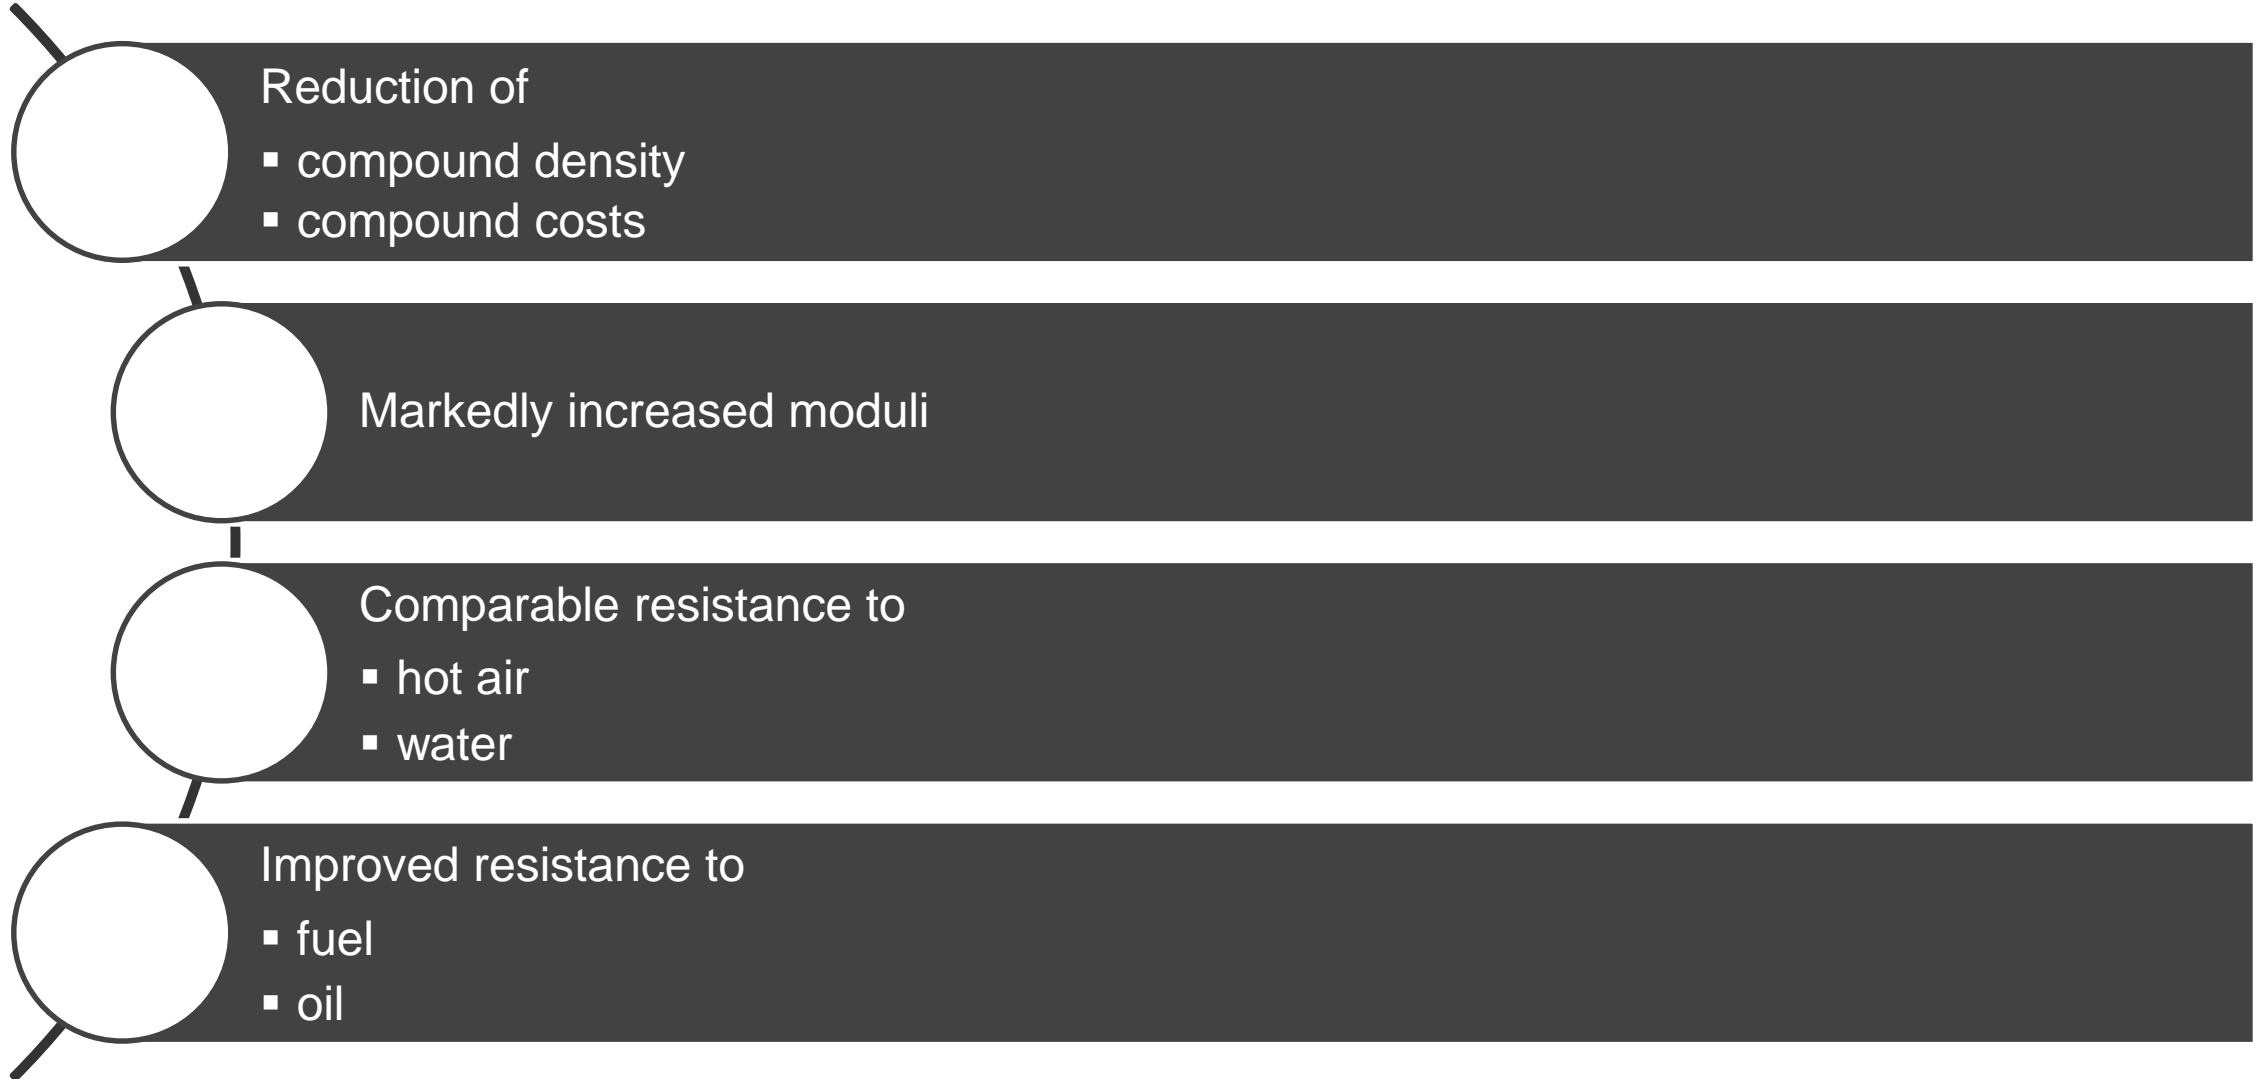 Reduction of
▪ compound density
▪ compound costs
Markedly increased moduli
Comparable resistance to
▪ hot air
▪ water
Improved resistance to
▪ fuel
▪ oil